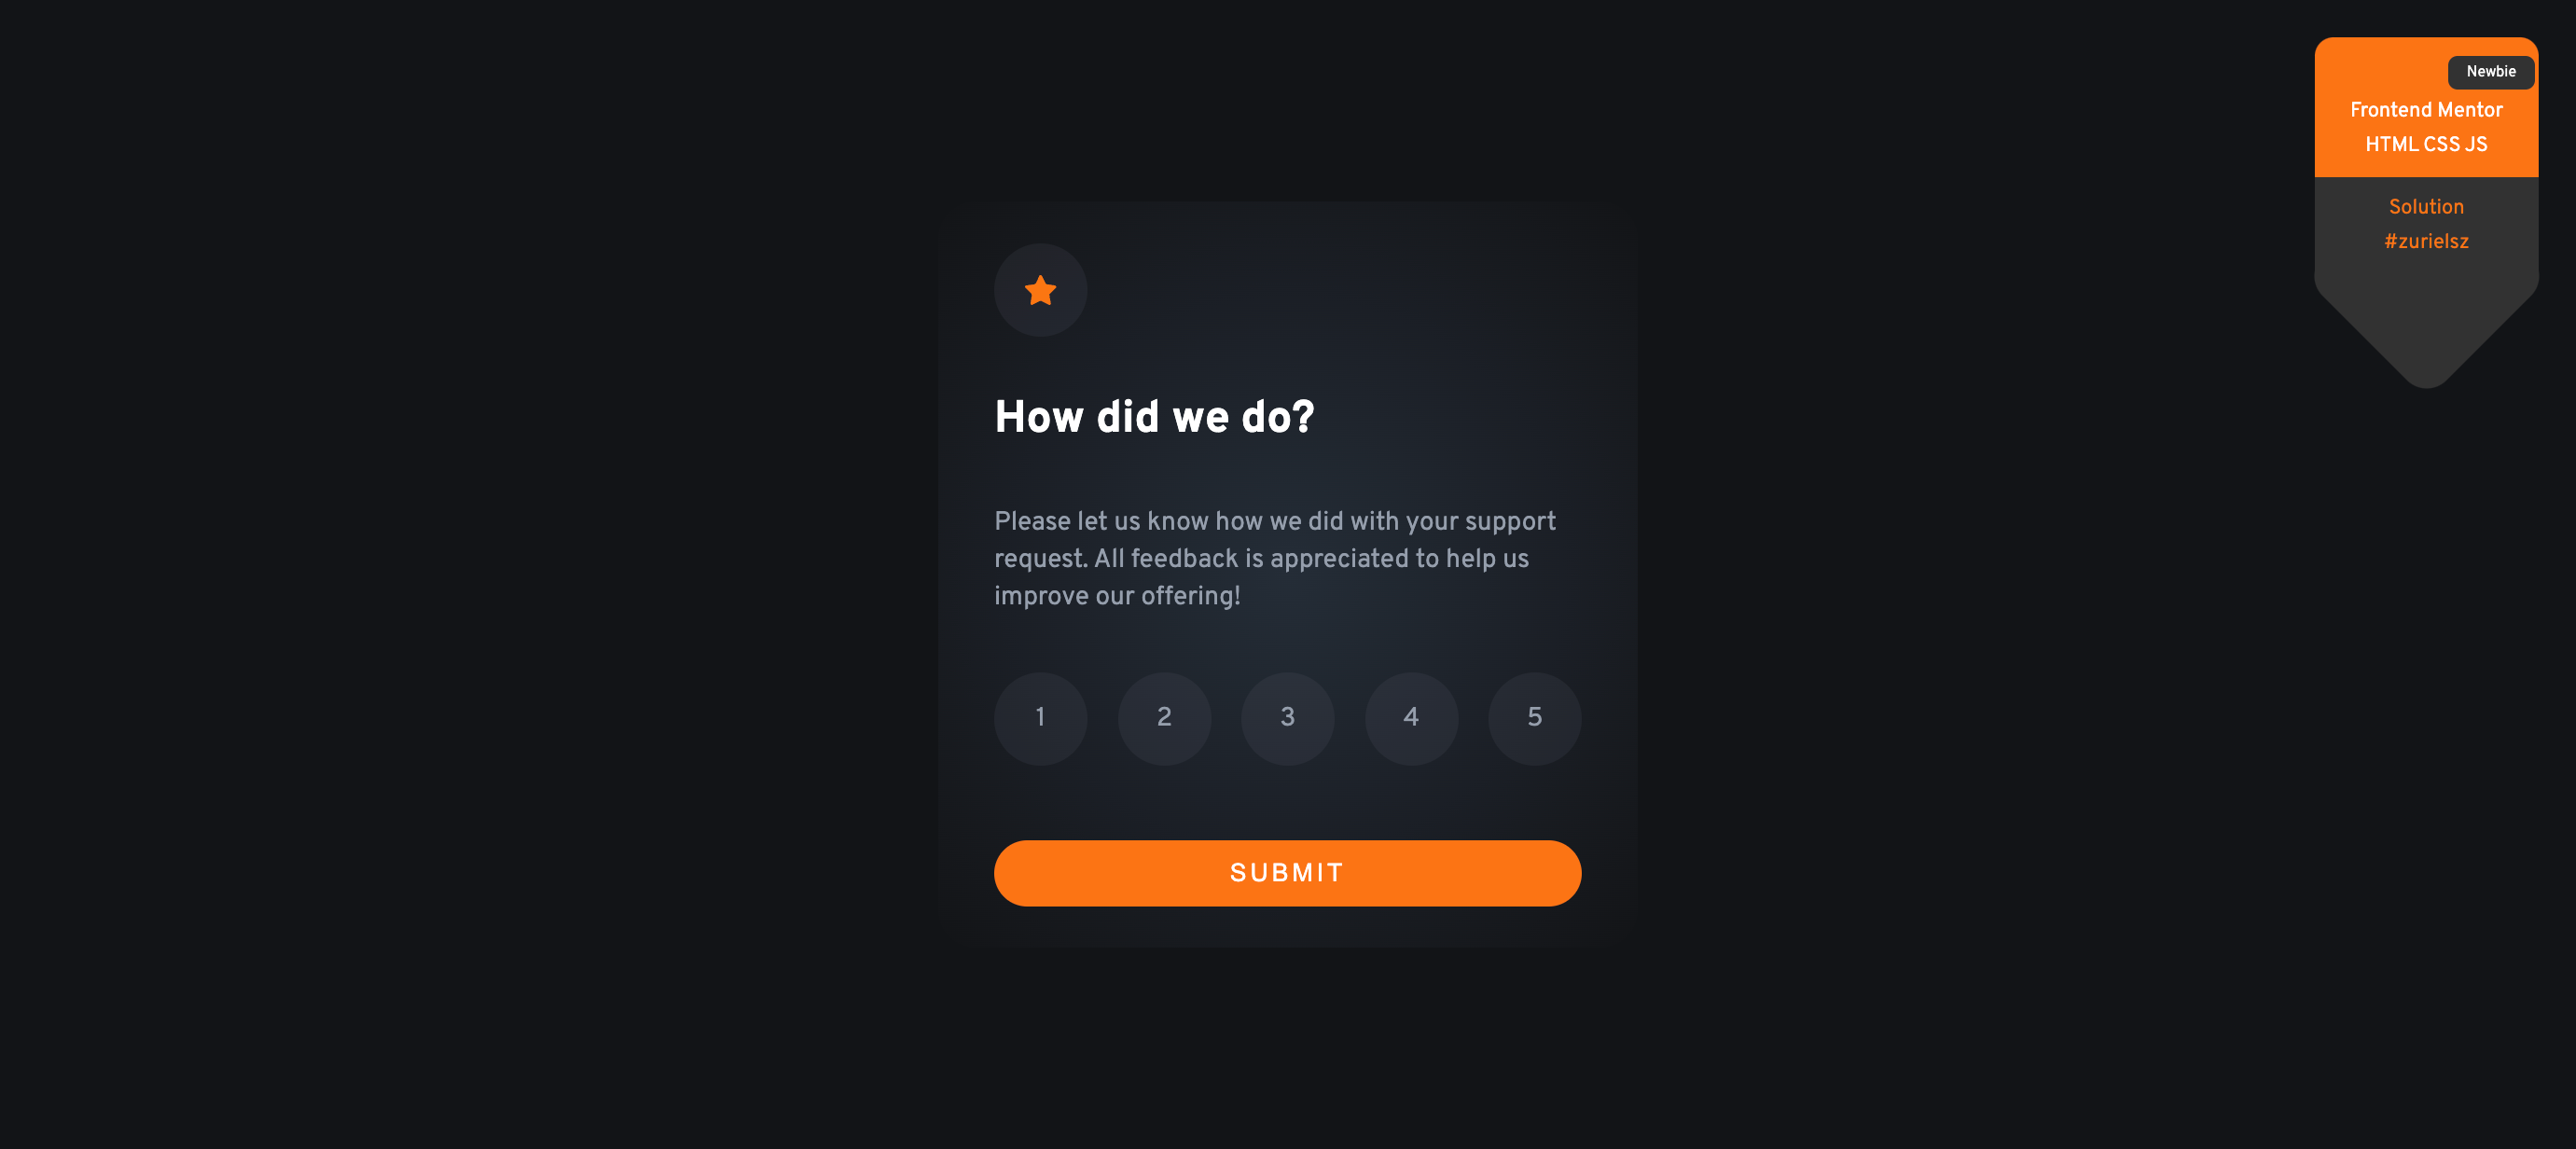 Newbie
Frontend Mentor
HTML CSS JS
Solution
#zurielsz
How did we do?
Please let us know how we did with your support
request. All feedback is appreciated to help us
improve our offering!
1 2 3 4 5
SUBMIT